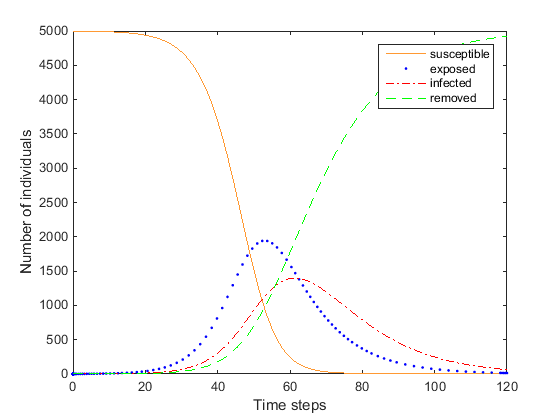 5000
4500
4000
3500
3000
2500
2000
1500
1000
500
0
Number of individuals
susceptible
exposed
infected
removed
0 20 40 60 80 100 120
Time steps